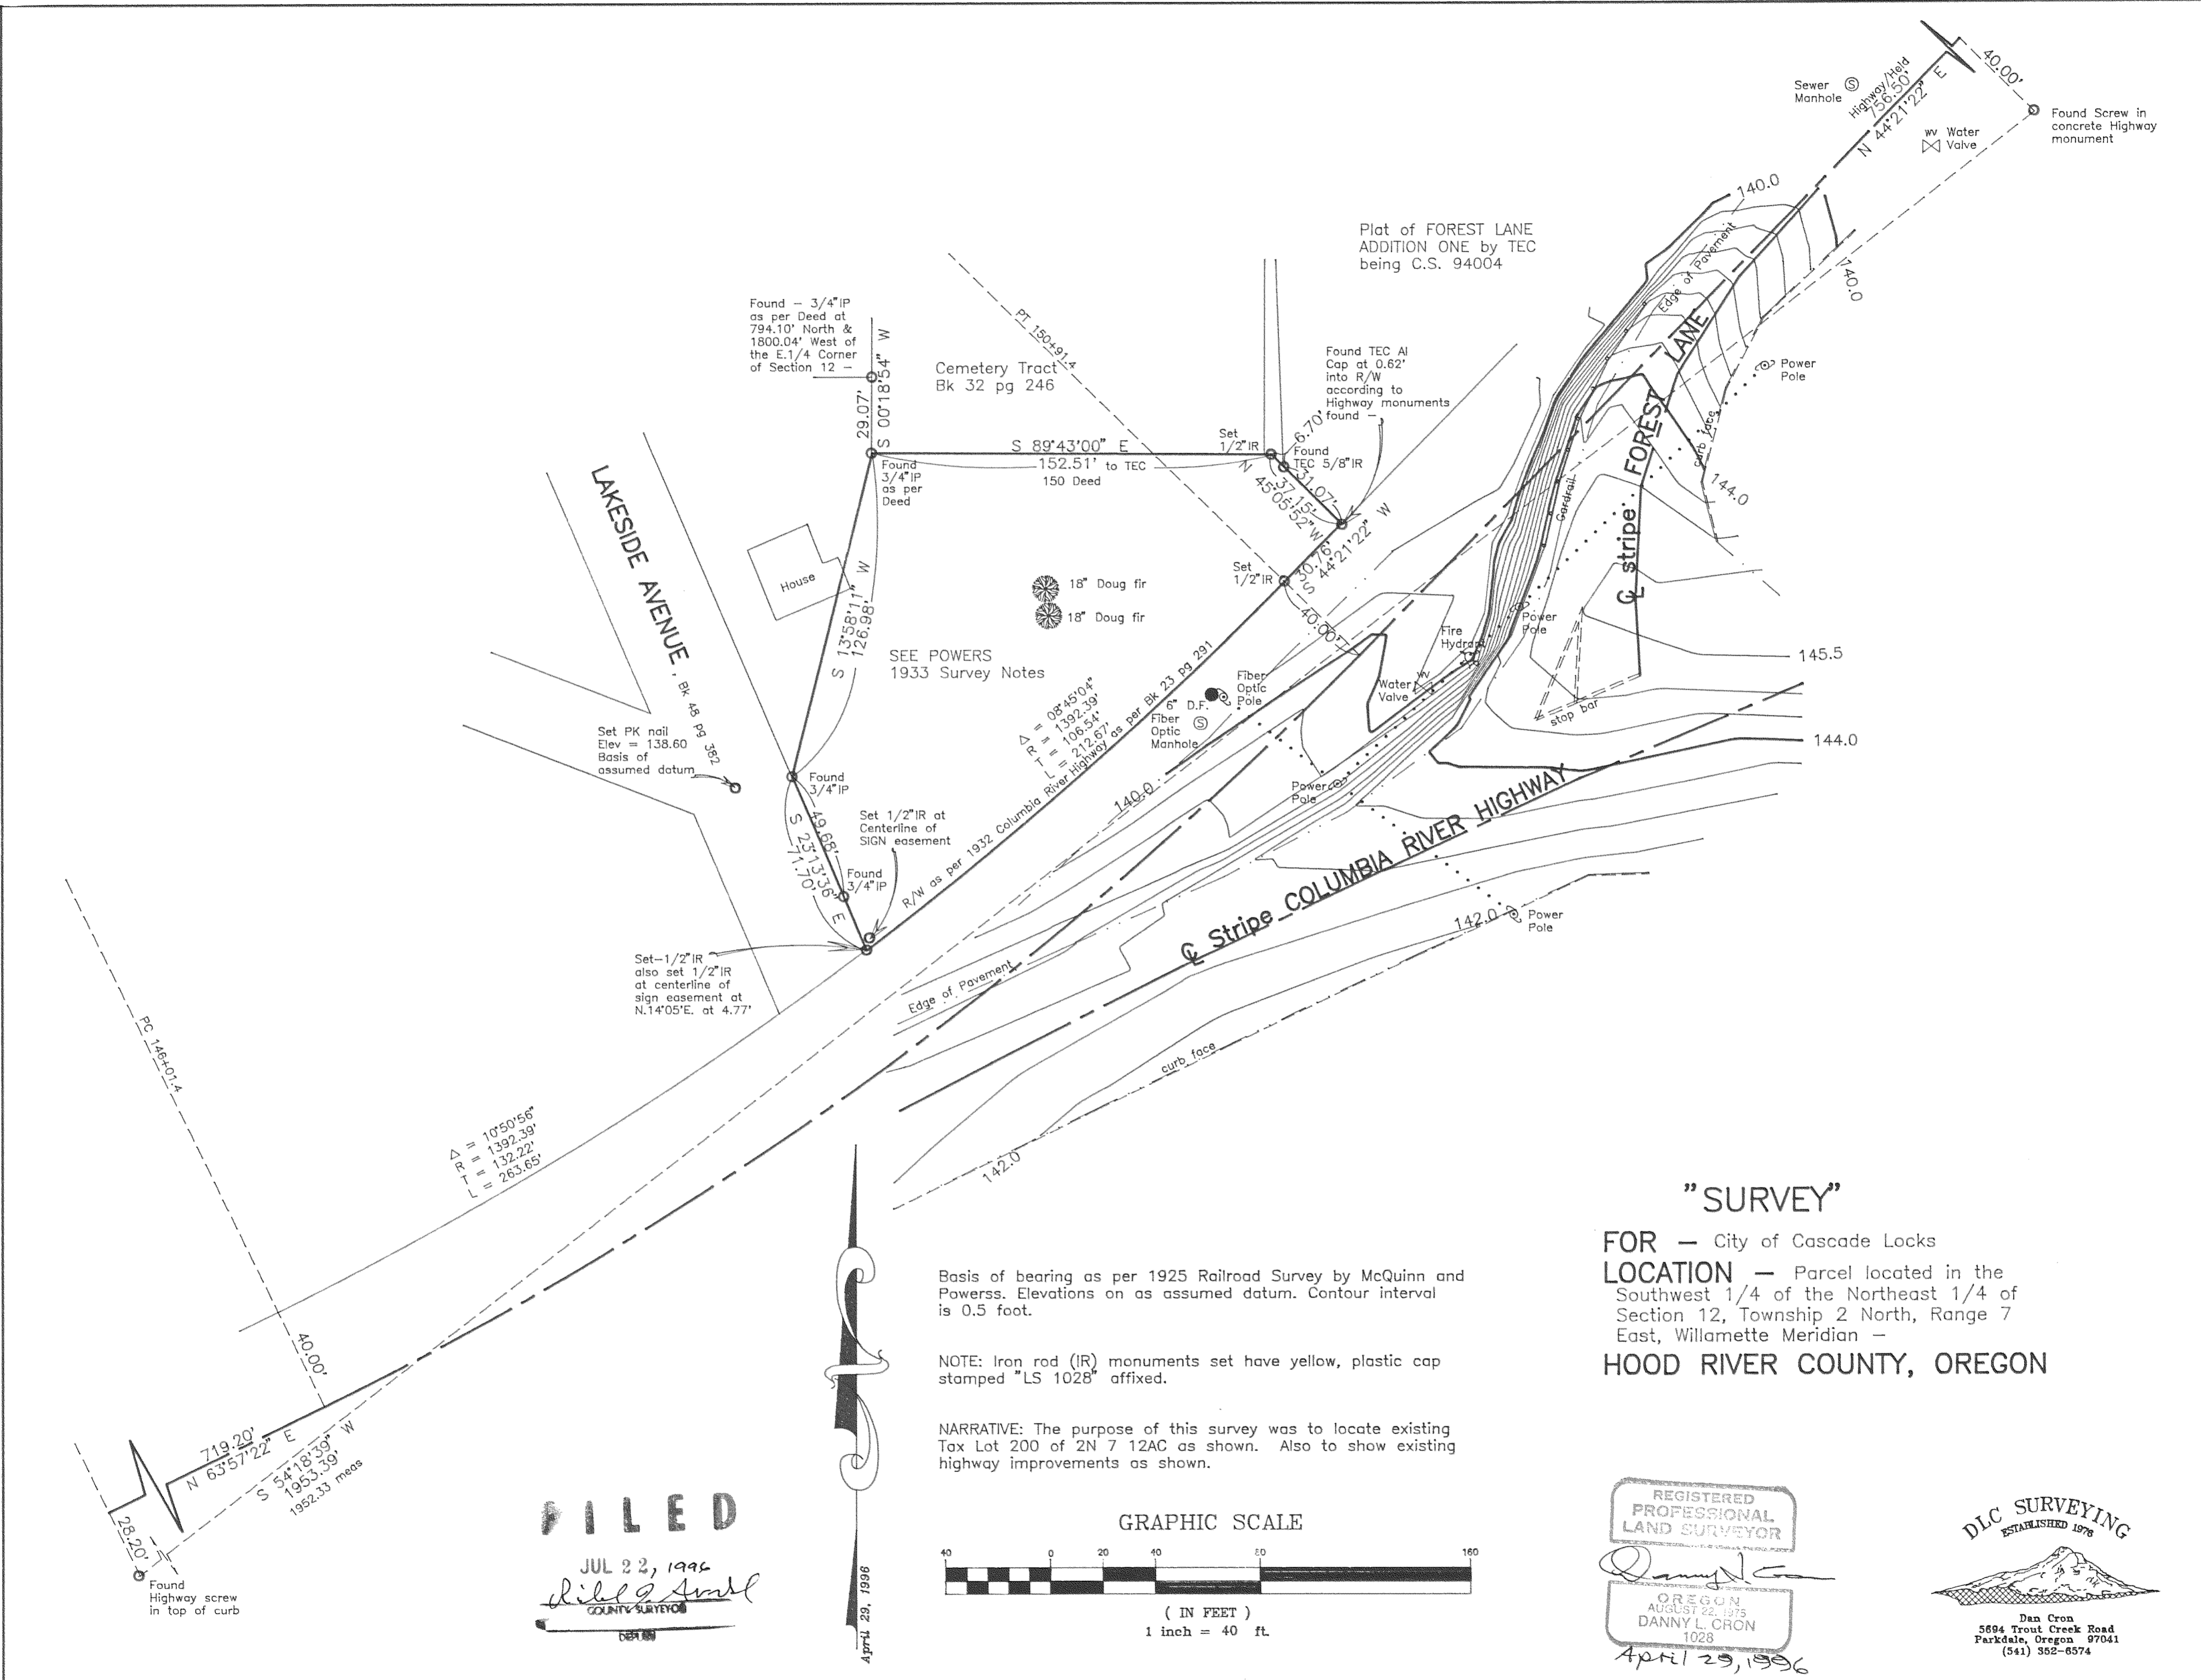 40.00'
Sewer
Manhole
S
Highway/Held
756.50'
N 44°21'22" E
Found Screw in
concrete Highway
monument
WV Water
Valve
140.0
Plat of FOREST LANE
ADDITION ONE by TEC
being C.S. 94004
Edge of Pavement
140.0
Found - 3/4"IP
as per Deed at
794.10' North &
1800.04' West of
the E.1/4 Corner
of Section 12 -
S 00°18'54" W
29.07'
PT 150+91.4
Cemetery Tract
Bk 32 pg 246
Found TEC Al
Cap at 0.62'
into R/W
according to
Highway monuments
found -
FOREST LANE
Power
Pole
curb face
Set
1/2"IR
6.70'
Found
TEC 5/8"IR
S 89°43'00" E
152.51' to TEC
150 Deed
Found
3/4"IP
as per
Deed
31.07'
37.15'
N 45°05'52" W
144.0
Gardrail
LAKESIDE AVENUE, Bk 48 pg 382
House
S 13°58'11" W
126.98'
18" Doug fir
18" Doug fir
Set
1/2"IR
30.76'
S 44°21'22" W
40.00'
℄ stripe
Power
Pole
Fire
Hydrant
145.5
SEE POWERS
1933 Survey Notes
Δ = 08°45'04"
R = 1392.39'
T = 106.54'
L = 212.67'
R/W as per 1932 Columbia River Highway as per Bk 23 pg 291
6" D.F.
Fiber
Optic
Pole
Fiber
Optic
Manhole
S
WV
Water
Valve
stop bar
144.0
Set PK nail
Elev = 138.60
Basis of
assumed datum
Found
3/4"IP
140.0
Power
Pole
49.68'
S 23°13'36" E
71.70'
Set 1/2"IR at
Centerline of
SIGN easement
Found
3/4"IP
℄ Stripe COLUMBIA RIVER HIGHWAY
142.0
Power
Pole
Set-1/2"IR
also set 1/2"IR
at centerline of
sign easement at
N.14°05'E. at 4.77'
Edge of Pavement
PC 146+01.4
curb face
Δ = 10°50'56"
R = 1392.39'
T = 132.22'
L = 263.65'
142.0
"SURVEY"
FOR - City of Cascade Locks
LOCATION - Parcel located in the
Southwest 1/4 of the Northeast 1/4 of
Section 12, Township 2 North, Range 7
East, Willamette Meridian -
HOOD RIVER COUNTY, OREGON
Basis of bearing as per 1925 Railroad Survey by McQuinn and
Powerss. Elevations on as assumed datum. Contour interval
is 0.5 foot.
NOTE: Iron rod (IR) monuments set have yellow, plastic cap
stamped "LS 1028" affixed.
NARRATIVE: The purpose of this survey was to locate existing
Tax Lot 200 of 2N 7 12AC as shown. Also to show existing
highway improvements as shown.
40.00'
719.20'
N 63°57'22" E
S 54°18'39" W
1953.39'
1952.33 meas
28.20'
Found
Highway screw
in top of curb
FILED
JUL 22, 1996
COUNTY SURVEYOR
April 29, 1996
GRAPHIC SCALE
40 0 20 40 80 160
( IN FEET )
1 inch = 40 ft.
REGISTERED
PROFESSIONAL
LAND SURVEYOR
OREGON
AUGUST 22, 1975
DANNY L. CRON
1028
April 29, 1996
DLC SURVEYING
ESTABLISHED 1976
Dan Cron
5694 Trout Creek Road
Parkdale, Oregon 97041
(541) 352-6574